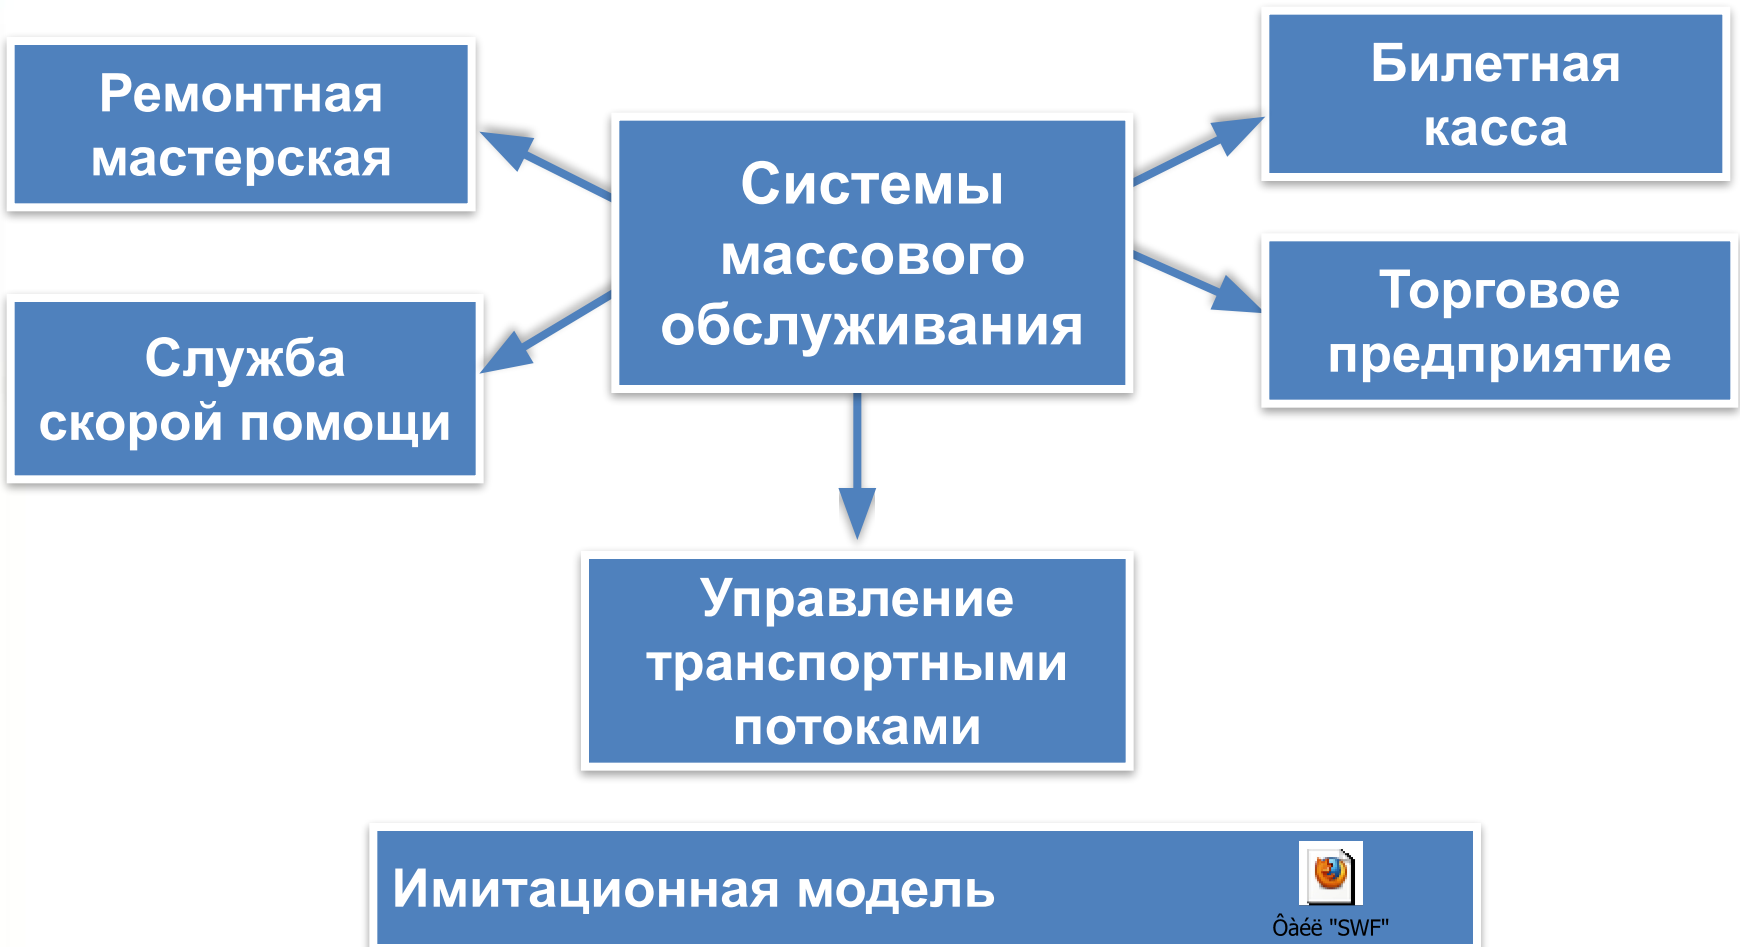 Ремонтная
мастерская
Служба
скорой помощи
Системы
массового
обслуживания
Билетная
касса
Торговое
предприятие
Управление
транспортными
потоками
Имитационная модель
Ôàéë "SWF"